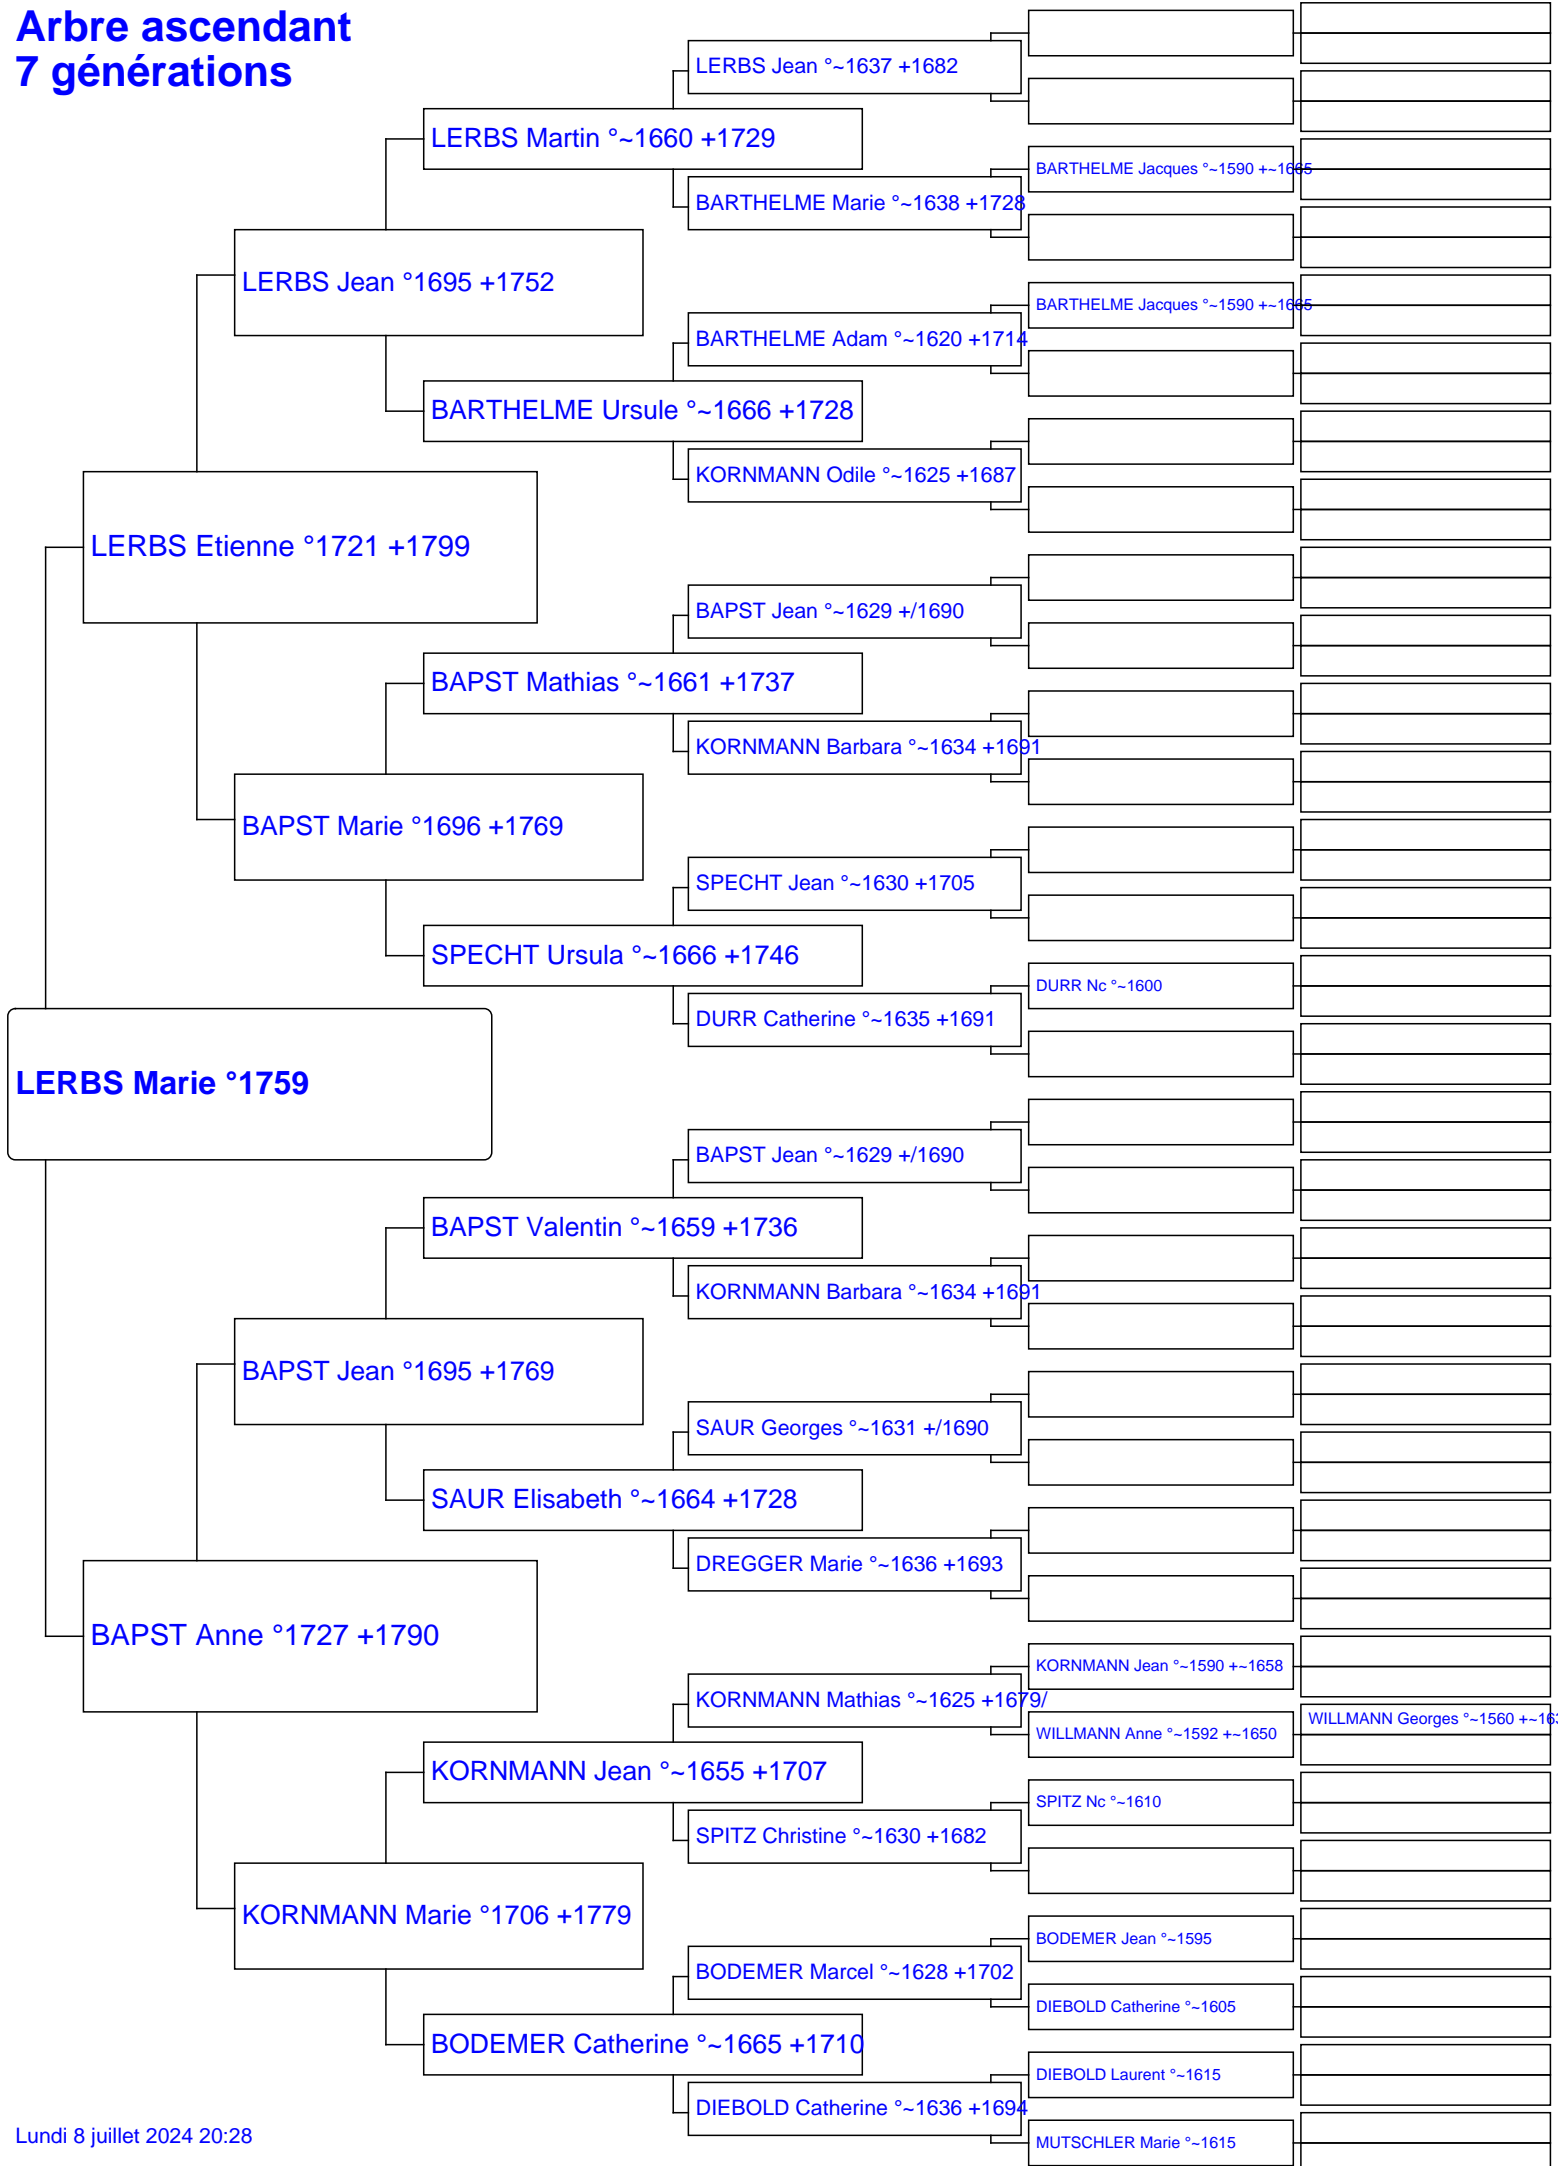 Arbre ascendant
7 générations
LERBS Jean °~1637 +1682
LERBS Martin °~1660 +1729
BARTHELME Jacques °~1590 +~1665
BARTHELME Marie °~1638 +1728
LERBS Jean °1695 +1752
BARTHELME Jacques °~1590 +~1665
BARTHELME Adam °~1620 +1714
BARTHELME Ursule °~1666 +1728
KORNMANN Odile °~1625 +1687
LERBS Etienne °1721 +1799
BAPST Jean °~1629 +/1690
BAPST Mathias °~1661 +1737
KORNMANN Barbara °~1634 +1691
BAPST Marie °1696 +1769
SPECHT Jean °~1630 +1705
SPECHT Ursula °~1666 +1746
DURR Nc °~1600
DURR Catherine °~1635 +1691
LERBS Marie °1759
BAPST Jean °~1629 +/1690
BAPST Valentin °~1659 +1736
KORNMANN Barbara °~1634 +1691
BAPST Jean °1695 +1769
SAUR Georges °~1631 +/1690
SAUR Elisabeth °~1664 +1728
DREGGER Marie °~1636 +1693
BAPST Anne °1727 +1790
KORNMANN Jean °~1590 +~1658
KORNMANN Mathias °~1625 +1679/
WILLMANN Georges °~1560 +~163
WILLMANN Anne °~1592 +~1650
KORNMANN Jean °~1655 +1707
SPITZ Nc °~1610
SPITZ Christine °~1630 +1682
KORNMANN Marie °1706 +1779
BODEMER Jean °~1595
BODEMER Marcel °~1628 +1702
DIEBOLD Catherine °~1605
BODEMER Catherine °~1665 +1710
DIEBOLD Laurent °~1615
DIEBOLD Catherine °~1636 +1694
MUTSCHLER Marie °~1615
Lundi 8 juillet 2024 20:28